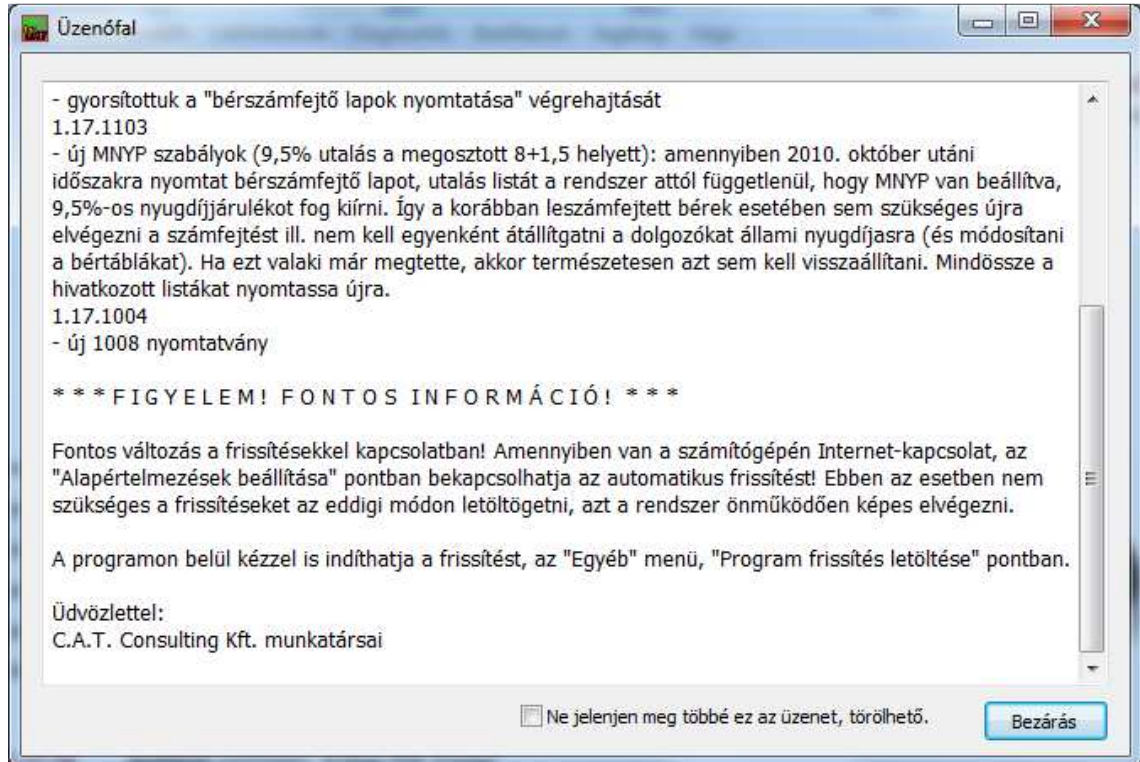 Üzenőfal
- gyorsítottuk a "bérszámfejtő lapok nyomtatása" végrehajtását
1.17.1103
- új MNYP szabályok (9,5% utalás a megosztott 8+1,5 helyett): amennyiben 2010. október utáni
időszakra nyomtat bérszámfejtő lapot, utalás listát a rendszer attól függetlenül, hogy MNYP van beállítva,
9,5%-os nyugdíjjárulékot fog kiírni. Így a korábban leszámfejtett bérek esetében sem szükséges újra
elvégezni a számfejtést ill. nem kell egyenként átállítgatni a dolgozókat állami nyugdíjasra (és módosítani
a bértáblákat). Ha ezt valaki már megtette, akkor természetesen azt sem kell visszaállítani. Mindössze a
hivatkozott listákat nyomtassa újra.
1.17.1004
- új 1008 nyomtatvány
* * * F I G Y E L E M ! F O N T O S I N F O R M Á C I Ó ! * * *
Fontos változás a frissítésekkel kapcsolatban! Amennyiben van a számítógépén Internet-kapcsolat, az
"Alapértelmezések beállítása" pontban bekapcsolhatja az automatikus frissítést! Ebben az esetben nem
szükséges a frissítéseket az eddigi módon letöltögetni, azt a rendszer önműködően képes elvégezni.
A programon belül kézzel is indíthatja a frissítést, az "Egyéb" menü, "Program frissítés letöltése" pontban.
Üdvözlettel:
C.A.T. Consulting Kft. munkatársai
Ne jelenjen meg többé ez az üzenet, törölhető.
Bezárás